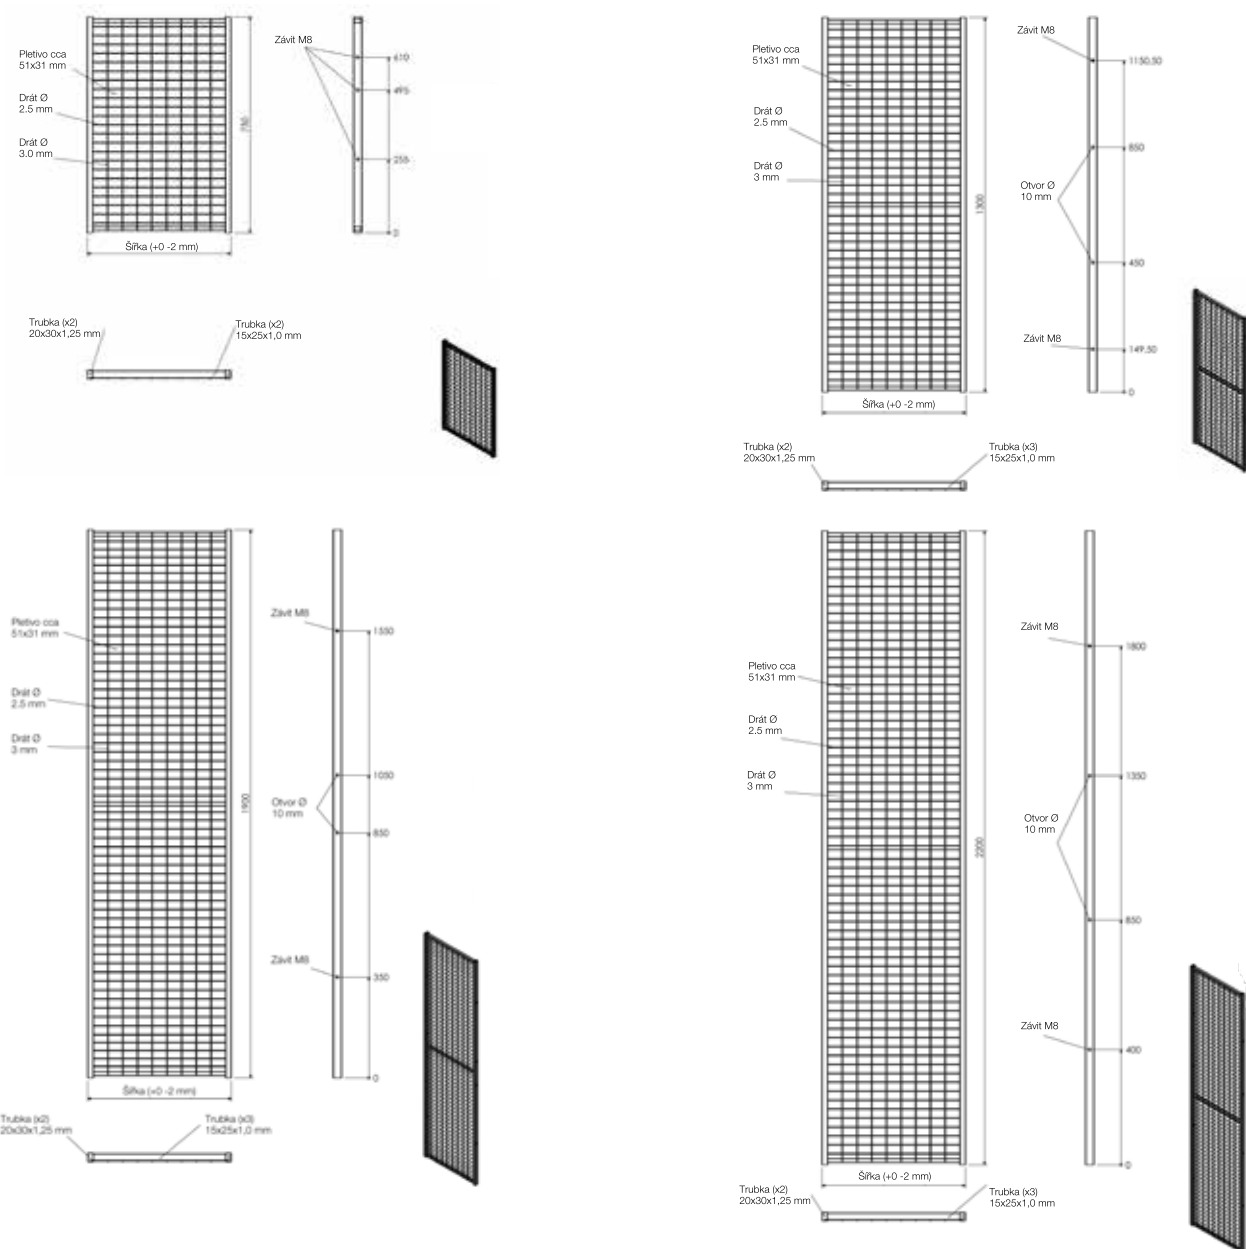 Pletivo cca
51x31 mm
Drát Ø
2.5 mm
Drát Ø
3.0 mm
Závit M8
610
495
255
0
750
Šířka (+0 -2 mm)
Trubka (x2)
20x30x1,25 mm
Trubka (x2)
15x25x1,0 mm
Pletivo cca
51x31 mm
Drát Ø
2.5 mm
Drát Ø
3 mm
Závit M8
1150.50
850
Otvor Ø
10 mm
450
Závit M8
149.50
0
1300
Šířka (+0 -2 mm)
Trubka (x2)
20x30x1,25 mm
Trubka (x3)
15x25x1,0 mm
Pletivo cca
51x31 mm
Drát Ø
2.5 mm
Drát Ø
3 mm
Závit M8
1550
1050
Otvor Ø
10 mm
850
Závit M8
350
0
1900
Šířka (+0 -2 mm)
Trubka (x2)
20x30x1,25 mm
Trubka (x3)
15x25x1,0 mm
Pletivo cca
51x31 mm
Drát Ø
2.5 mm
Drát Ø
3 mm
Závit M8
1800
1350
Otvor Ø
10 mm
850
Závit M8
400
0
2200
Šířka (+0 -2 mm)
Trubka (x2)
20x30x1,25 mm
Trubka (x3)
15x25x1,0 mm